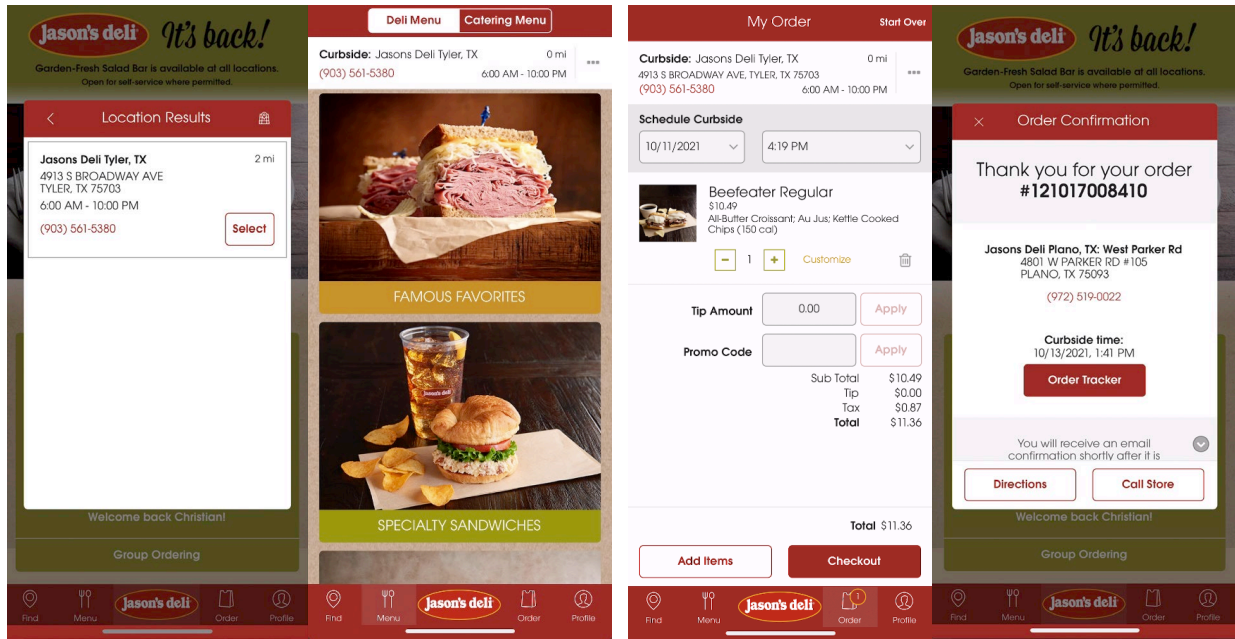 Jason's deli
It's back!
Garden-Fresh Salad Bar is available at all locations.
Open for self-service where permitted.
Location Results
Jasons Deli Tyler, TX 2 mi
4913 S BROADWAY AVE
TYLER, TX 75703
6:00 AM - 10:00 PM
(903) 561-5380
Select
Welcome back Christian!
Group Ordering
Find
Menu
Jason's deli
Order
Profile
Deli Menu
Catering Menu
Curbside: Jasons Deli Tyler, TX 0 mi
(903) 561-5380 6:00 AM - 10:00 PM
FAMOUS FAVORITES
Jason's deli
SPECIALTY SANDWICHES
Find
Menu
Jason's deli
Order
Profile
My Order
Start Over
Curbside: Jasons Deli Tyler, TX 0 mi
4913 S BROADWAY AVE, TYLER, TX 75703
(903) 561-5380 6:00 AM - 10:00 PM
Schedule Curbside
10/11/2021
4:19 PM
Beefeater Regular
$10.49
All-Butter Croissant; Au Jus; Kettle Cooked
Chips (150 cal)
- 1 + Customize
Tip Amount 0.00 Apply
Promo Code Apply
Sub Total $10.49
Tip $0.00
Tax $0.87
Total $11.36
Total $11.36
Add Items
Checkout
Find
Menu
Jason's deli
1
Order
Profile
Jason's deli
It's back!
Garden-Fresh Salad Bar is available at all locations.
Open for self-service where permitted.
Order Confirmation
Thank you for your order
#121017008410
Jasons Deli Plano, TX: West Parker Rd
4801 W PARKER RD #105
PLANO, TX 75093
(972) 519-0022
Curbside time:
10/13/2021, 1:41 PM
Order Tracker
You will receive an email
confirmation shortly after it is
Directions
Call Store
Welcome back Christian!
Group Ordering
Find
Menu
Jason's deli
Order
Profile